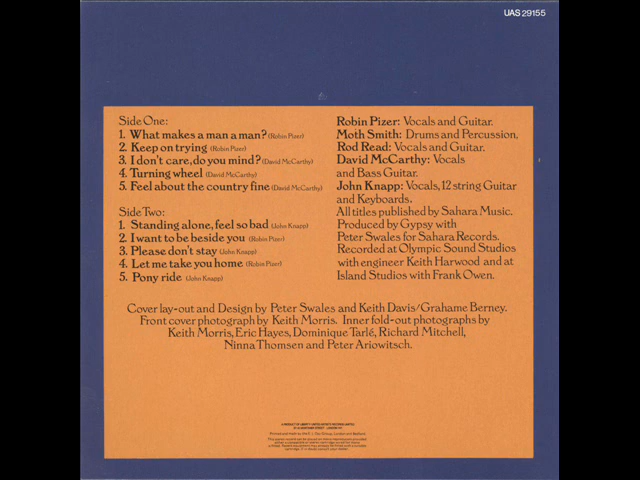 UAS 29155
Side One:
1. What makes a man a man? (Robin Pizer)
2. Keep on trying (Robin Pizer)
3. I don't care, do you mind? (David McCarthy)
4. Turning wheel (David McCarthy)
5. Feel about the country fine (David McCarthy)
Side Two:
1. Standing alone, feel so bad (John Knapp)
2. I want to be beside you (Robin Pizer)
3. Please don't stay (John Knapp)
4. Let me take you home (Robin Pizer)
5. Pony ride (John Knapp)
Robin Pizer: Vocals and Guitar.
Moth Smith: Drums and Percussion.
Rod Read: Vocals and Guitar.
David McCarthy: Vocals
and Bass Guitar.
John Knapp: Vocals, 12 string Guitar
and Keyboards.
All titles published by Sahara Music.
Produced by Gypsy with
Peter Swales for Sahara Records.
Recorded at Olympic Sound Studios
with engineer Keith Harwood and at
Island Studios with Frank Owen.
Cover lay-out and Design by Peter Swales and Keith Davis/Grahame Berney.
Front cover photograph by Keith Morris. Inner fold-out photographs by
Keith Morris, Eric Hayes, Dominique Tarlé, Richard Mitchell,
Ninna Thomsen and Peter Ariowitsch.